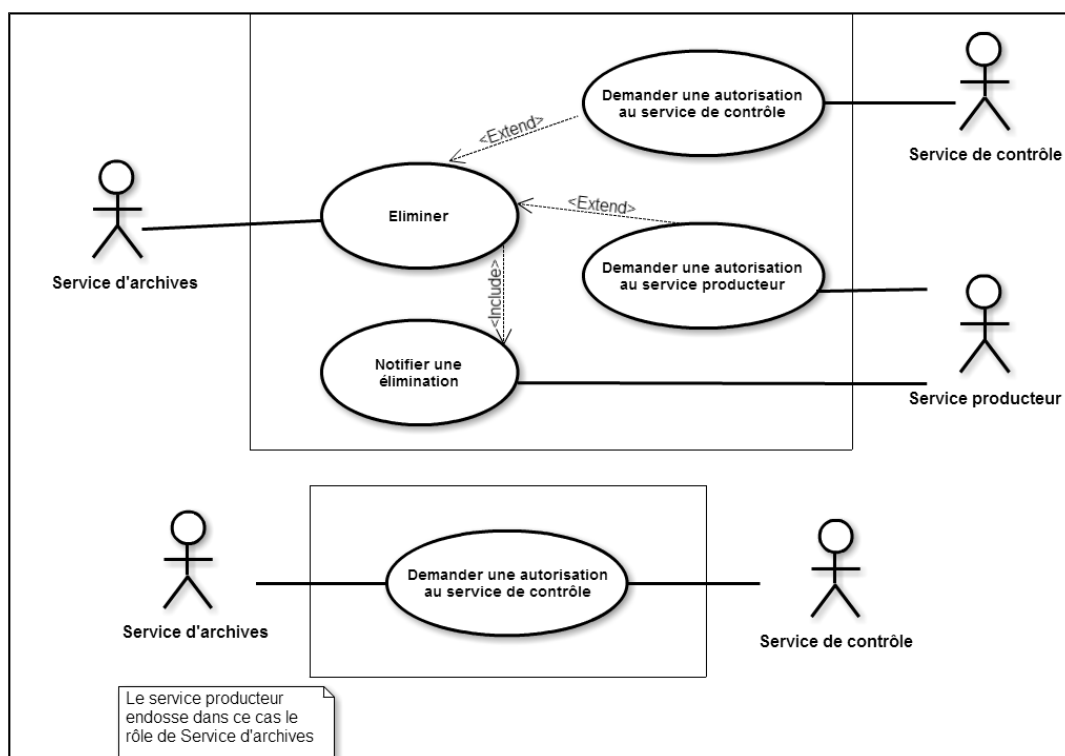 Demander une autorisation
au service de contrôle
<Extend>
Service de contrôle
Eliminer
<Extend>
Service d'archives
Demander une autorisation
au service producteur
<Include>
Notifier une
élimination
Service producteur
Demander une autorisation
au service de contrôle
Service d'archives
Service de contrôle
Le service producteur
endosse dans ce cas le
rôle de Service d'archives